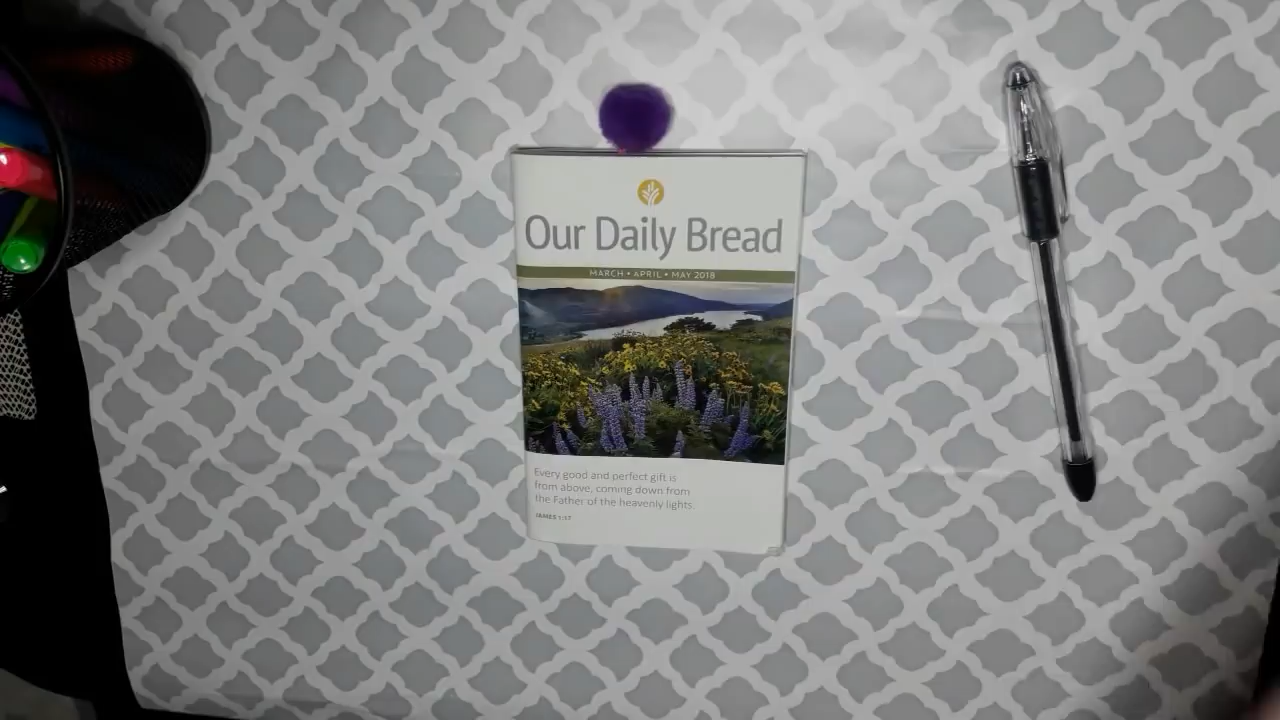 Our Daily Bread
MARCH • APRIL • MAY 2018
Every good and perfect gift is
from above, coming down from
the Father of the heavenly lights.
JAMES 1:17